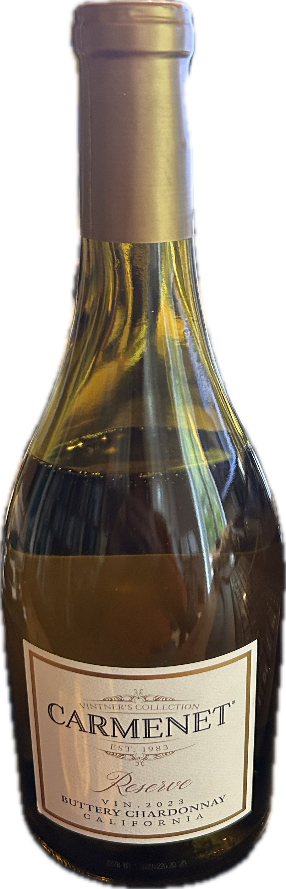 VINTNER'S COLLECTION
CARMENET®
EST. 1983
Reserve
VIN. 2023
BUTTERY CHARDONNAY
CALIFORNIA